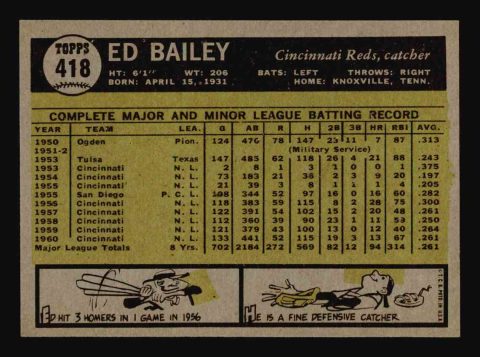 TOPPS
418
ED BAILEY
Cincinnati Reds, catcher
HT: 6'1" WT: 206 BATS: LEFT THROWS: RIGHT
BORN: APRIL 15, 1931 HOME: KNOXVILLE, TENN.
COMPLETE MAJOR AND MINOR LEAGUE BATTING RECORD
YEAR TEAM LEA. G AB R H 2B 3B HR RBI AVG.
1950 Ogden Pion. 124 476 78 147 23 11 7 87 .313
1951-2 (Military Service)
1953 Tulsa Texas 147 485 62 118 26 4 21 88 .243
1953 Cincinnati N. L. 2 8 1 3 1 0 0 1 .375
1954 Cincinnati N. L. 73 183 21 36 2 3 9 20 .197
1955 Cincinnati N. L. 21 39 3 8 1 1 1 4 .205
1955 San Diego P. C. L. 108 344 52 97 16 0 16 60 .282
1956 Cincinnati N. L. 118 383 59 115 8 2 28 75 .300
1957 Cincinnati N. L. 122 391 54 102 15 2 20 48 .261
1958 Cincinnati N. L. 112 360 39 90 23 1 11 53 .250
1959 Cincinnati N. L. 121 379 43 100 13 0 12 40 .264
1960 Cincinnati N. L. 133 441 52 115 19 3 13 67 .261
Major League Totals 8 Yrs. 702 2184 272 569 82 12 94 .261
ED HIT 3 HOMERS IN 1 GAME IN 1956
HE IS A FINE DEFENSIVE CATCHER.